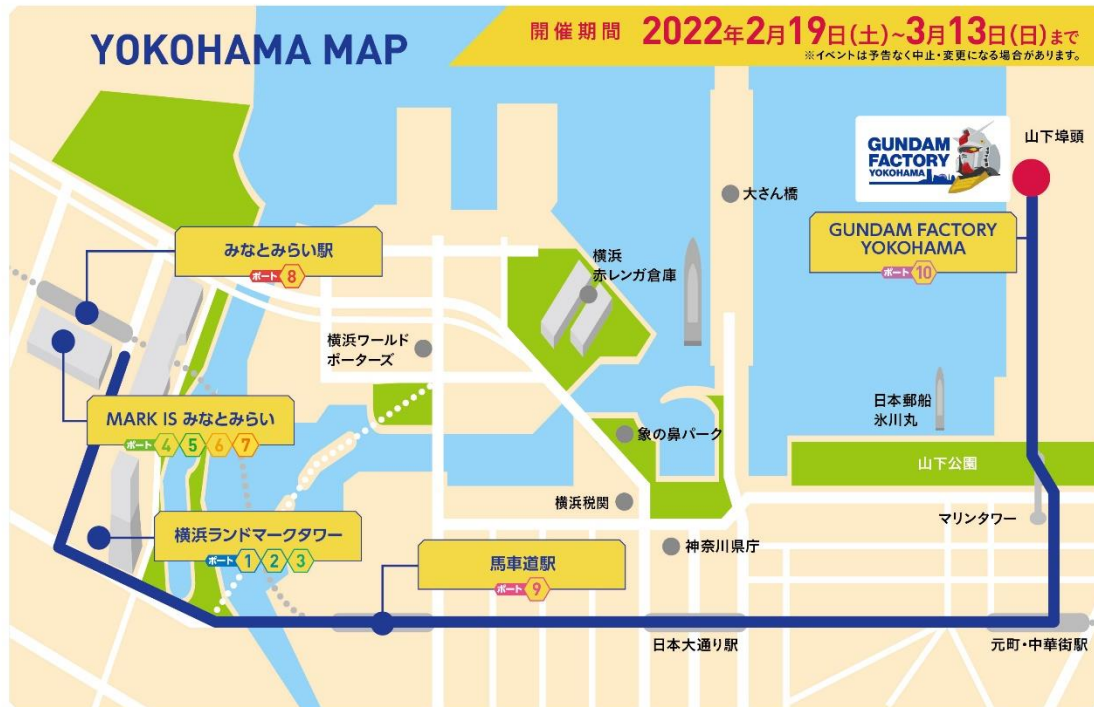 YOKOHAMA MAP
開催期間 2022年2月19日(土)~3月13日(日)まで
※イベントは予告なく中止・変更になる場合があります。
GUNDAM
FACTORY
YOKOHAMA
山下埠頭
大さん橋
GUNDAM FACTORY
YOKOHAMA
ポート 10
みなとみらい駅
ポート 8
横浜
赤レンガ倉庫
横浜ワールド
ポーターズ
日本郵船
氷川丸
MARK IS みなとみらい
ポート 4 5 6 7
象の鼻パーク
山下公園
横浜税関
マリンタワー
横浜ランドマークタワー
ポート 1 2 3
神奈川県庁
馬車道駅
ポート 9
日本大通り駅
元町・中華街駅